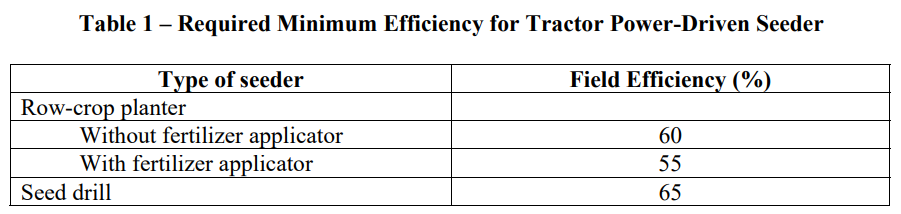 Table 1 – Required Minimum Efficiency for Tractor Power-Driven Seeder
Type of seeder Field Efficiency (%)
Row-crop planter
Without fertilizer applicator 60
With fertilizer applicator 55
Seed drill 65